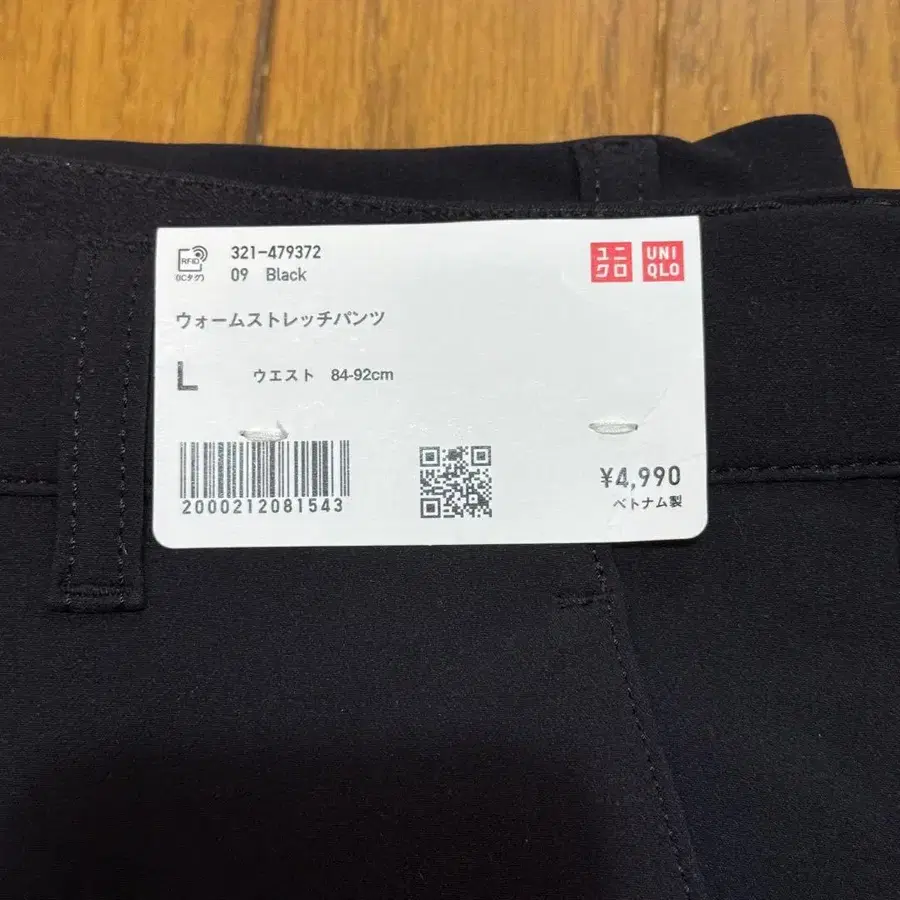 RFID
(ICタグ)
321-479372
09 Black
ユニクロ
UNIQLO
ウォームストレッチパンツ
L
ウエスト 84-92cm
2000212081543
¥4,990
ベトナム製